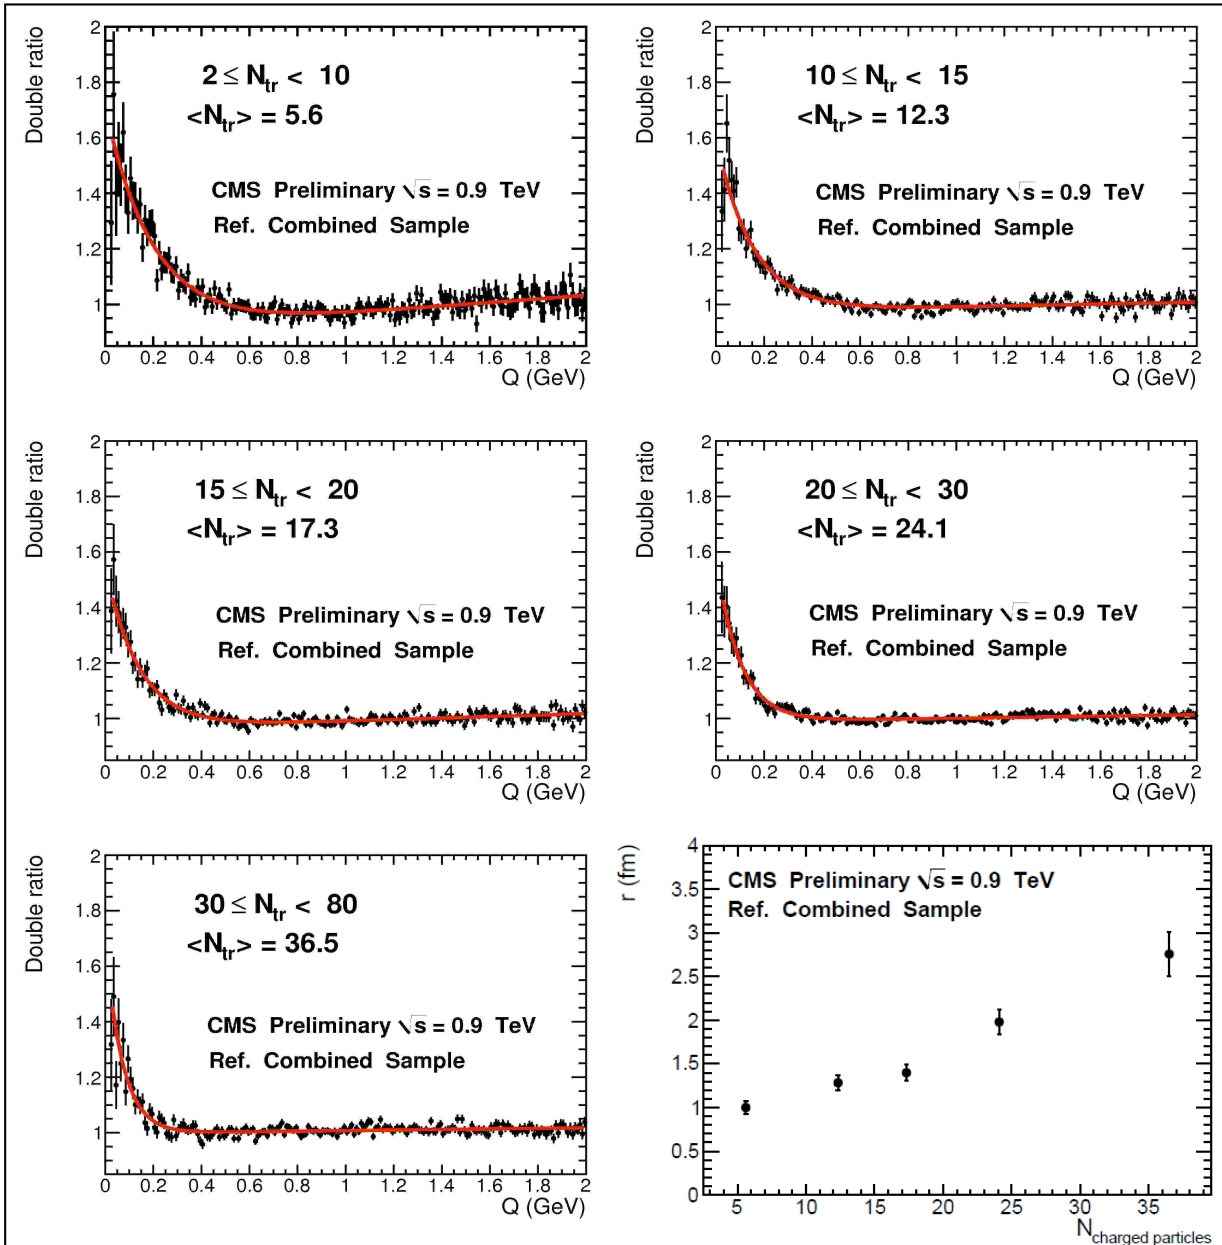 Double ratio
2
1.8
1.6
1.4
1.2
1
2 ≤ N_tr < 10
<N_tr> = 5.6
CMS Preliminary √s = 0.9 TeV
Ref. Combined Sample
0 0.2 0.4 0.6 0.8 1 1.2 1.4 1.6 1.8 2
Q (GeV)
Double ratio
2
1.8
1.6
1.4
1.2
1
10 ≤ N_tr < 15
<N_tr> = 12.3
CMS Preliminary √s = 0.9 TeV
Ref. Combined Sample
0 0.2 0.4 0.6 0.8 1 1.2 1.4 1.6 1.8 2
Q (GeV)
Double ratio
2
1.8
1.6
1.4
1.2
1
15 ≤ N_tr < 20
<N_tr> = 17.3
CMS Preliminary √s = 0.9 TeV
Ref. Combined Sample
0 0.2 0.4 0.6 0.8 1 1.2 1.4 1.6 1.8 2
Q (GeV)
Double ratio
2
1.8
1.6
1.4
1.2
1
20 ≤ N_tr < 30
<N_tr> = 24.1
CMS Preliminary √s = 0.9 TeV
Ref. Combined Sample
0 0.2 0.4 0.6 0.8 1 1.2 1.4 1.6 1.8 2
Q (GeV)
Double ratio
2
1.8
1.6
1.4
1.2
1
30 ≤ N_tr < 80
<N_tr> = 36.5
CMS Preliminary √s = 0.9 TeV
Ref. Combined Sample
0 0.2 0.4 0.6 0.8 1 1.2 1.4 1.6 1.8 2
Q (GeV)
r (fm)
4
3.5
3
2.5
2
1.5
1
0.5
0
CMS Preliminary √s = 0.9 TeV
Ref. Combined Sample
5 10 15 20 25 30 35
N_charged particles